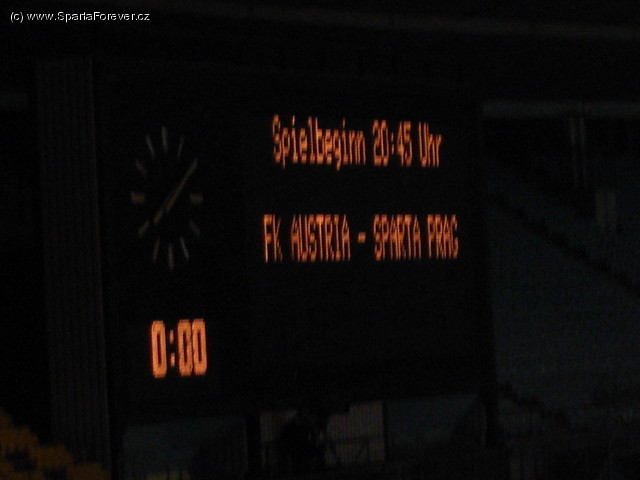 (c) www.SpartaForever.cz
Spielbeginn 20:45 Uhr
FK AUSTRIA - SPARTA PRAG
0:00